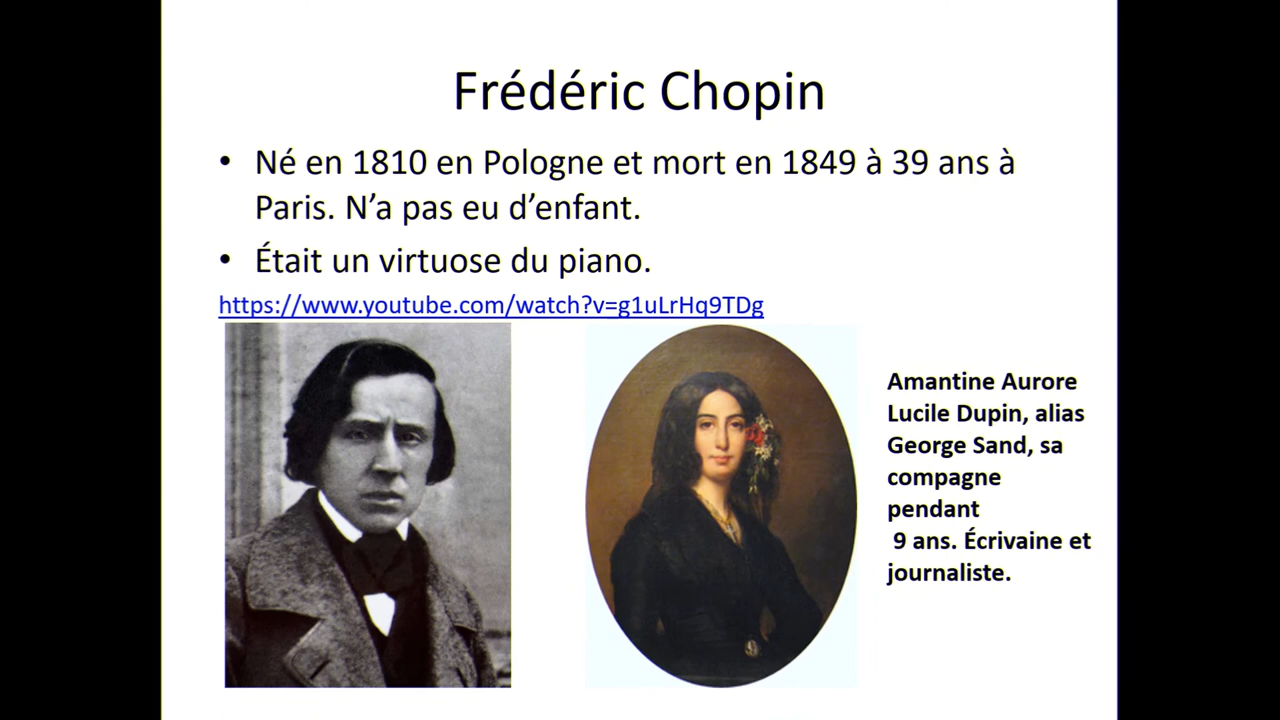 Frédéric Chopin
• Né en 1810 en Pologne et mort en 1849 à 39 ans à
Paris. N’a pas eu d’enfant.
• Était un virtuose du piano.
https://www.youtube.com/watch?v=g1uLrHq9TDg
Amantine Aurore
Lucile Dupin, alias
George Sand, sa
compagne
pendant
9 ans. Écrivaine et
journaliste.